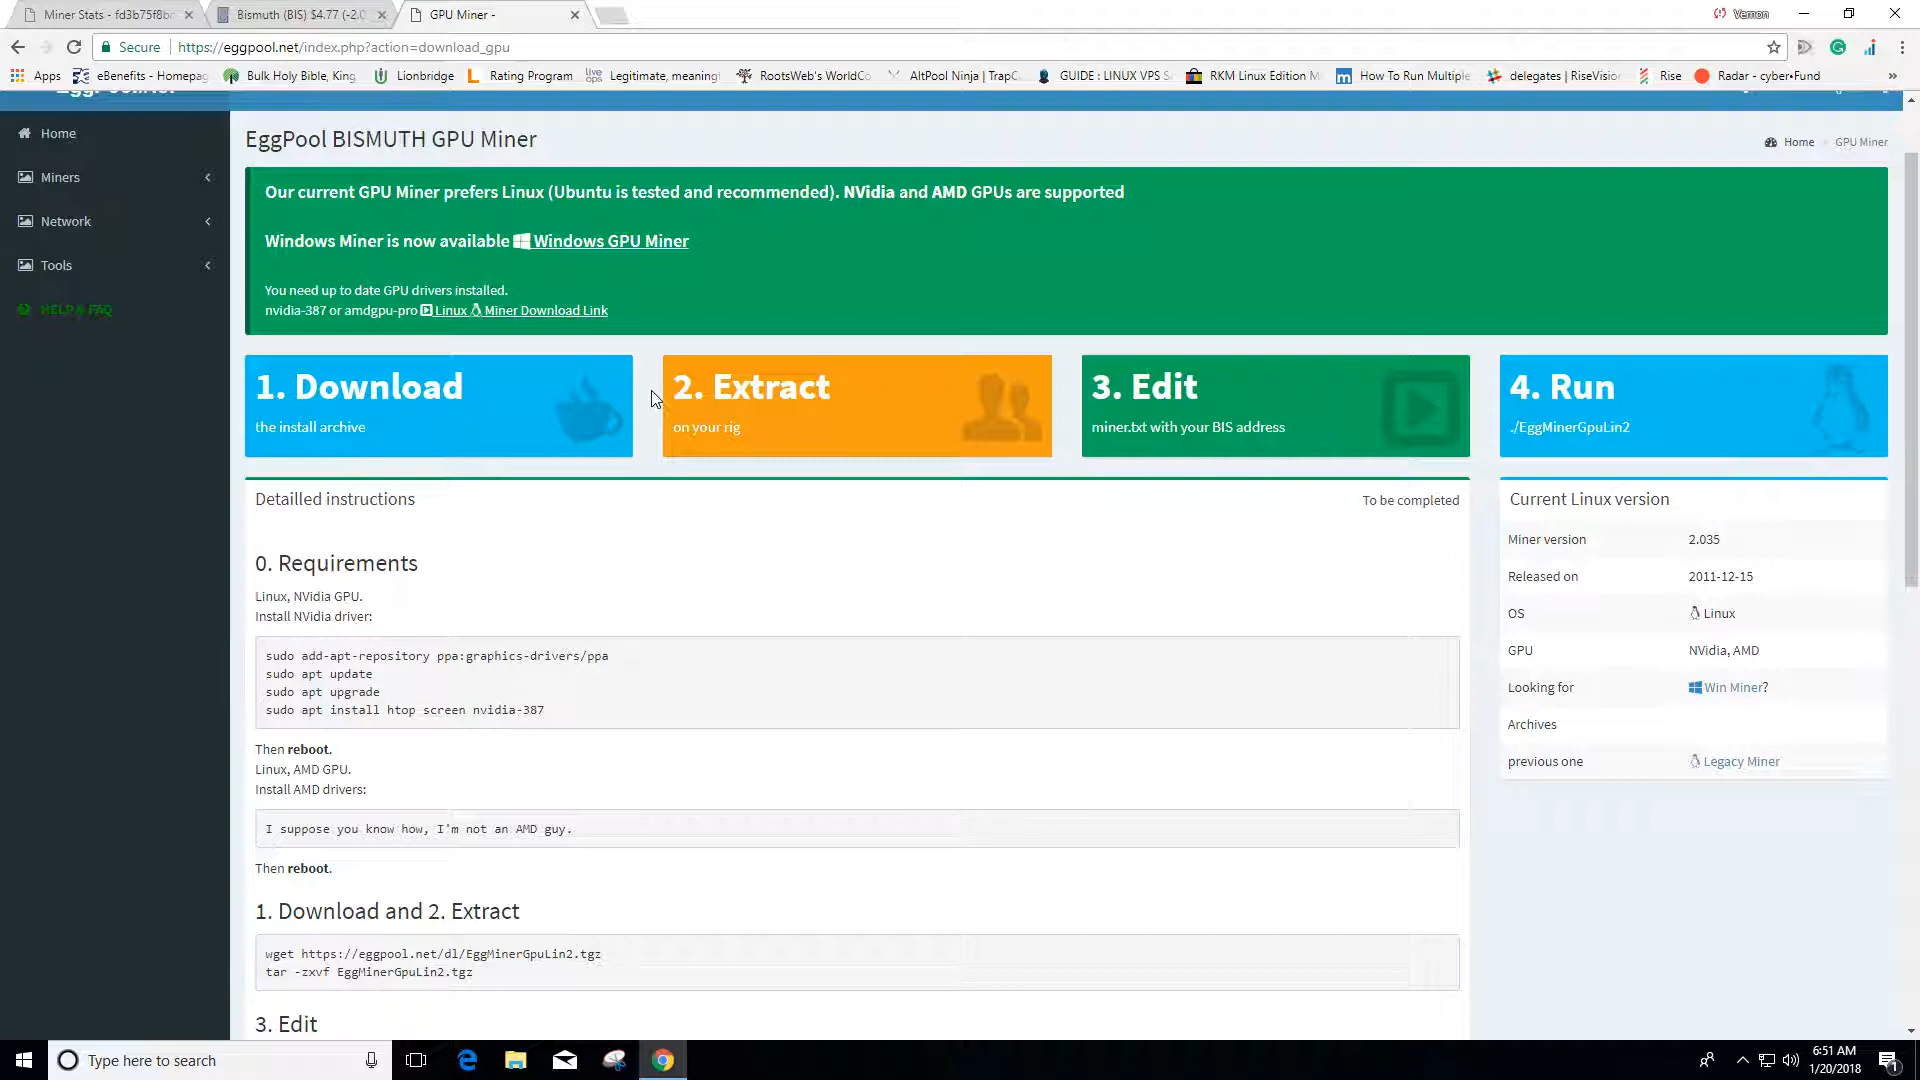 Miner Stats - fd3b75f8b
Bismuth (BIS) $4.77 (-2.0
GPU Miner -
Vernon
Secure
https://eggpool.net/index.php?action=download_gpu
Apps
eBenefits - Homepag
Bulk Holy Bible, King
Lionbridge
Rating Program
Legitimate, meaning
RootsWeb's WorldCo
AltPool Ninja | TrapC
GUIDE : LINUX VPS S
RKM Linux Edition M
How To Run Multiple
delegates | RiseVision
Rise
Radar - cyber•Fund
»
Home
Miners
Network
Tools
HELP & FAQ
EggPool BISMUTH GPU Miner
Home
GPU Miner
Our current GPU Miner prefers Linux (Ubuntu is tested and recommended). NVidia and AMD GPUs are supported
Windows Miner is now available Windows GPU Miner
You need up to date GPU drivers installed.
nvidia-387 or amdgpu-pro Linux Miner Download Link
1. Download
the install archive
2. Extract
on your rig
3. Edit
miner.txt with your BIS address
4. Run
./EggMinerGpuLin2
Detailled instructions
To be completed
0. Requirements
Linux, NVidia GPU.
Install NVidia driver:
sudo add-apt-repository ppa:graphics-drivers/ppa
sudo apt update
sudo apt upgrade
sudo apt install htop screen nvidia-387
Then reboot.
Linux, AMD GPU.
Install AMD drivers:
I suppose you know how, I'm not an AMD guy.
Then reboot.
1. Download and 2. Extract
wget https://eggpool.net/dl/EggMinerGpuLin2.tgz
tar -zxvf EggMinerGpuLin2.tgz
3. Edit
Current Linux version
Miner version 2.035
Released on 2011-12-15
OS Linux
GPU NVidia, AMD
Looking for Win Miner?
Archives
previous one Legacy Miner
Type here to search
6:51 AM
1/20/2018
1